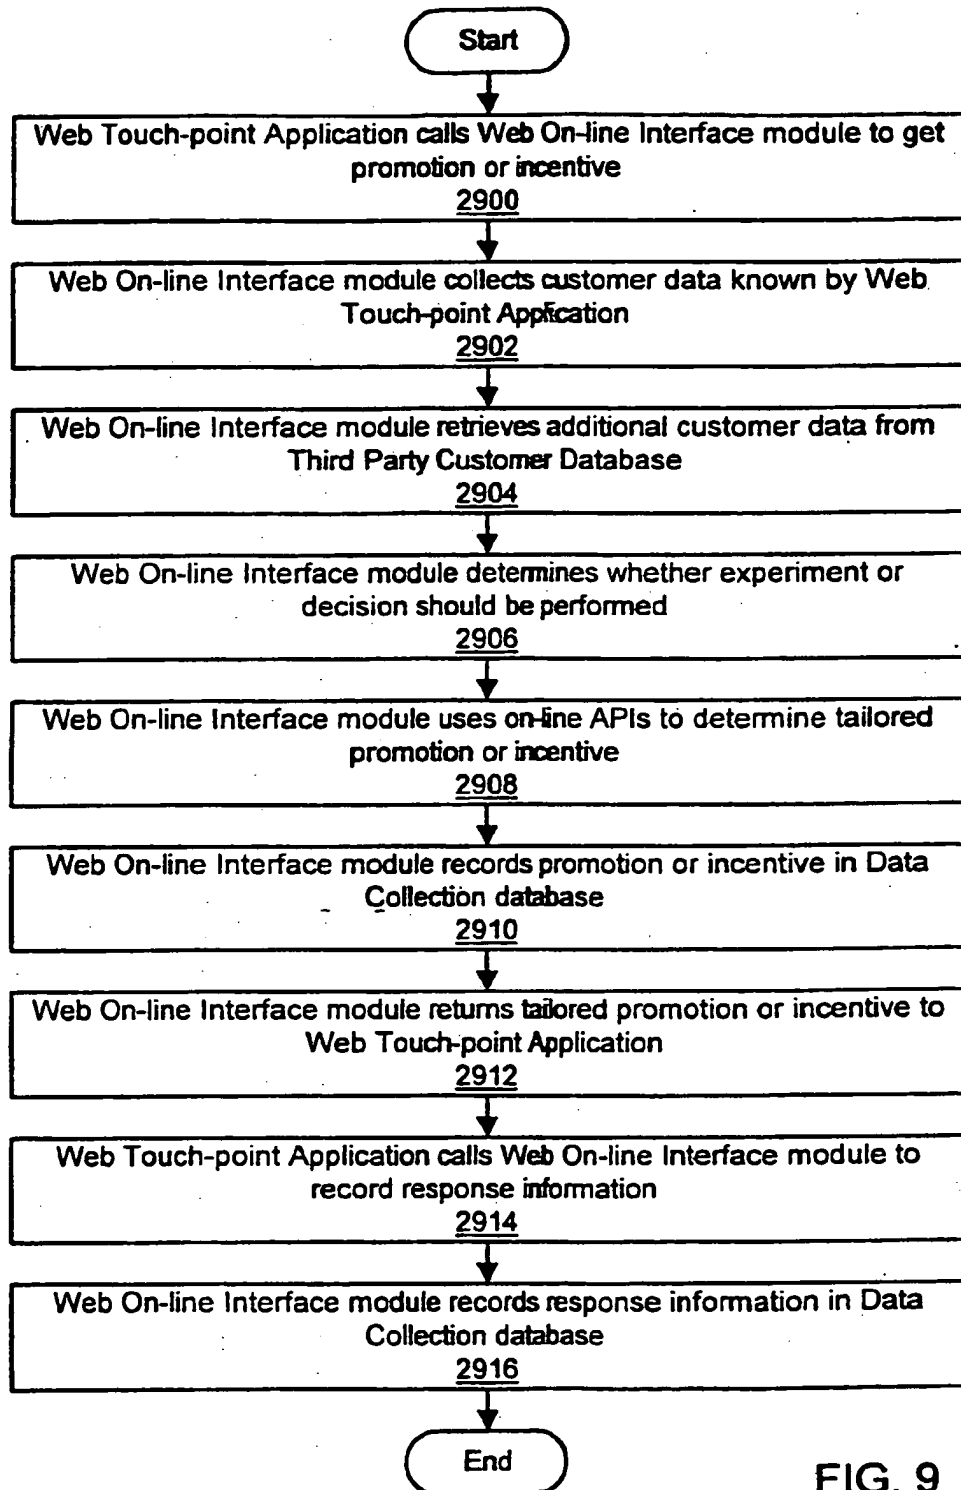 Start
Web Touch-point Application calls Web On-line Interface module to get
promotion or incentive
2900
Web On-line Interface module collects customer data known by Web
Touch-point Application
2902
Web On-line Interface module retrieves additional customer data from
Third Party Customer Database
2904
Web On-line Interface module determines whether experiment or
decision should be performed
2906
Web On-line Interface module uses on-line APIs to determine tailored
promotion or incentive
2908
Web On-line Interface module records promotion or incentive in Data
Collection database
2910
Web On-line Interface module returns tailored promotion or incentive to
Web Touch-point Application
2912
Web Touch-point Application calls Web On-line Interface module to
record response information
2914
Web On-line Interface module records response information in Data
Collection database
2916
End
FIG. 9